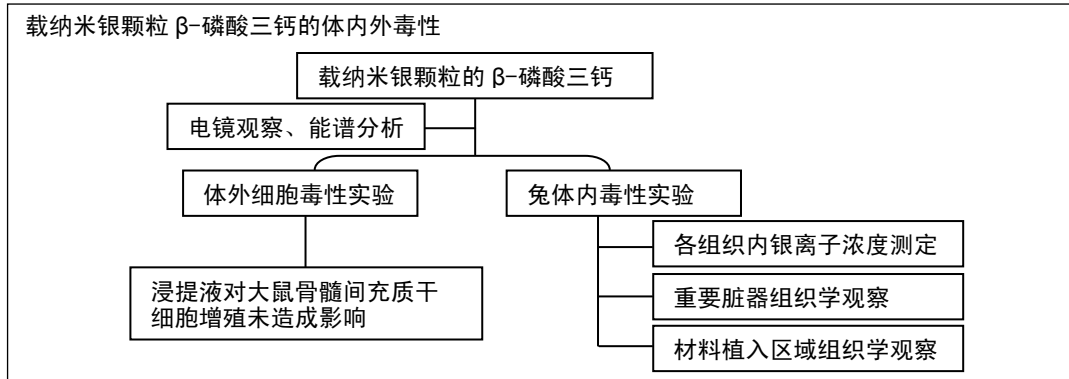 载纳米银颗粒 β-磷酸三钙的体内外毒性
载纳米银颗粒的 β-磷酸三钙
电镜观察、能谱分析
体外细胞毒性实验
兔体内毒性实验
各组织内银离子浓度测定
浸提液对大鼠骨髓间充质干
细胞增殖未造成影响
重要脏器组织学观察
材料植入区域组织学观察